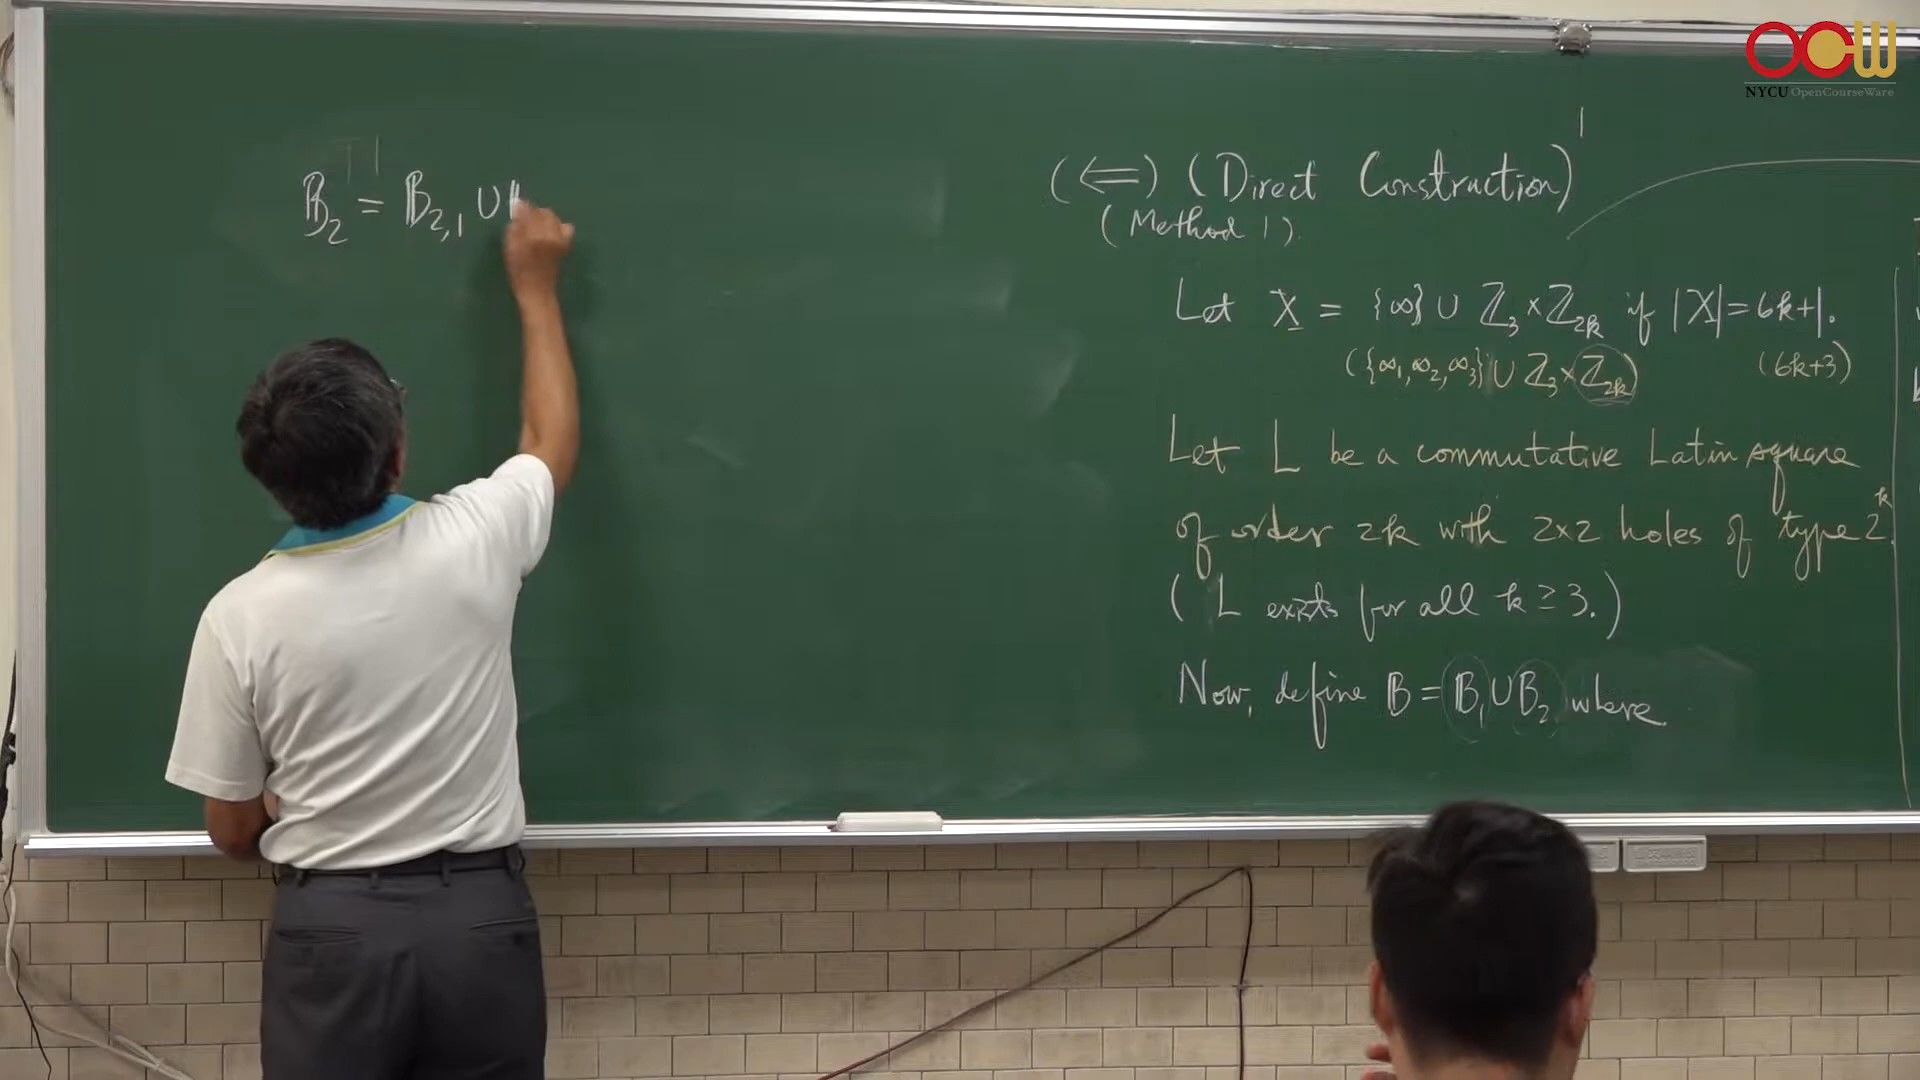 OCW
NYCU OpenCourseWare
𝔹₂ = 𝔹₂,₁ ∪
(⇐) (Direct Construction)
(Method 1).
Let X = {∞} ∪ ℤ₃ × ℤ₂ₖ if |X| = 6k+1.
({∞₁, ∞₂, ∞₃} ∪ ℤ₃ × ℤ₂ₖ) (6k+3)
Let L be a commutative Latin square
of order 2k with 2×2 holes of type 2ᵏ.
( L exists for all k ≥ 3. )
Now, define 𝔹 = 𝔹₁ ∪ 𝔹₂ where